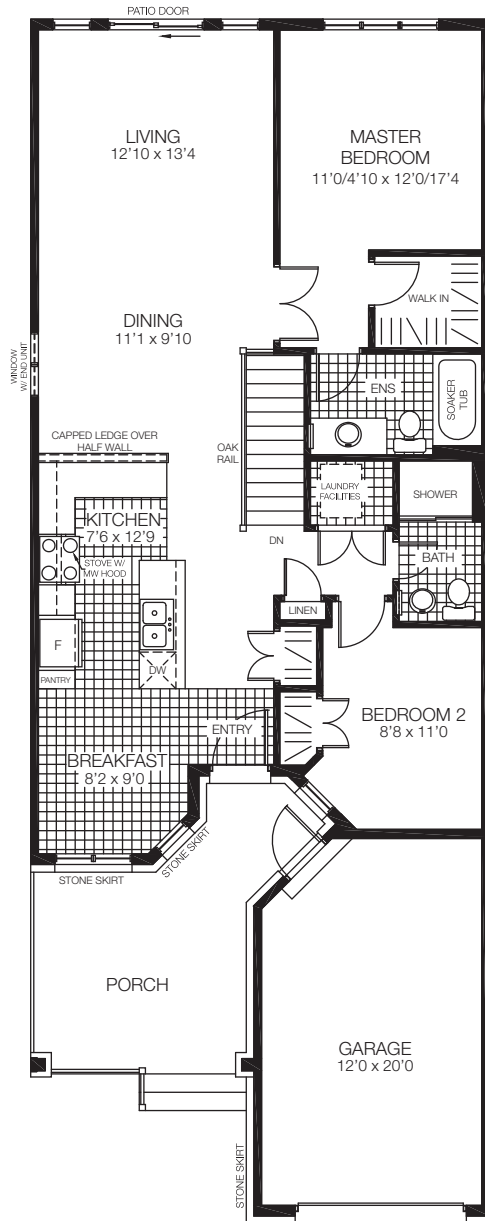 PATIO DOOR
LIVING
12'10 x 13'4
MASTER
BEDROOM
11'0/4'10 x 12'0/17'4
WALK IN
DINING
11'1 x 9'10
WINDOW
W/ END UNIT
ENS
SOAKER
TUB
CAPPED LEDGE OVER
HALF WALL
OAK
RAIL
LAUNDRY
FACILITIES
SHOWER
KITCHEN
7'6 x 12'9
STOVE W/
MW HOOD
DN
BATH
LINEN
F
DW
PANTRY
ENTRY
BEDROOM 2
8'8 x 11'0
BREAKFAST
8'2 x 9'0
STONE SKIRT
STONE SKIRT
PORCH
GARAGE
12'0 x 20'0
STONE SKIRT